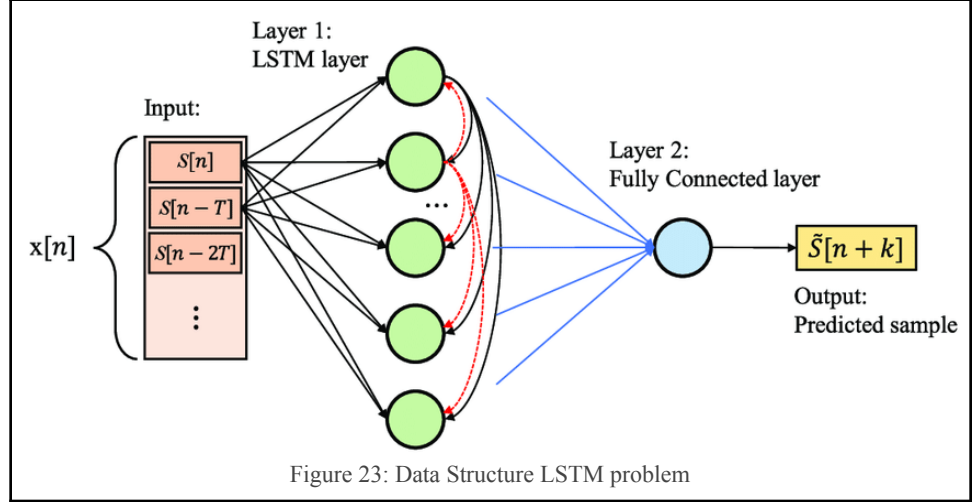 Layer 1:
LSTM layer
Input:
S[n]
S[n − T]
S[n − 2T]
⋮
x[n]
...
Layer 2:
Fully Connected layer
S̃[n + k]
Output:
Predicted sample
Figure 23: Data Structure LSTM problem